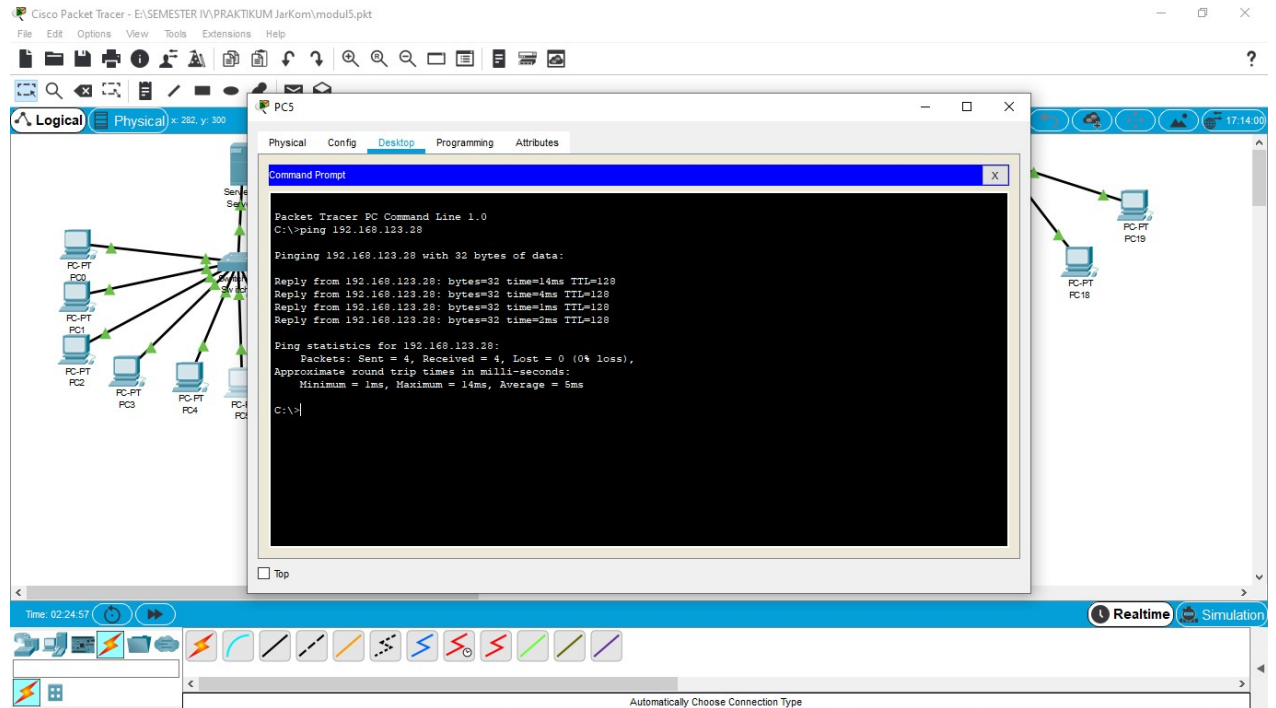 Cisco Packet Tracer - E:\SEMESTER IV\PRAKTIKUM JarKom\modul5.pkt
File Edit Options View Tools Extensions Help
?
Logical
Physical
x: 282, y: 300
17:14:00
PC5
Physical Config Desktop Programming Attributes
Command Prompt
X
Packet Tracer PC Command Line 1.0
C:\>ping 192.168.123.28
Pinging 192.168.123.28 with 32 bytes of data:
Reply from 192.168.123.28: bytes=32 time=14ms TTL=128
Reply from 192.168.123.28: bytes=32 time=4ms TTL=128
Reply from 192.168.123.28: bytes=32 time=1ms TTL=128
Reply from 192.168.123.28: bytes=32 time=2ms TTL=128
Ping statistics for 192.168.123.28:
Packets: Sent = 4, Received = 4, Lost = 0 (0% loss),
Approximate round trip times in milli-seconds:
Minimum = 1ms, Maximum = 14ms, Average = 5ms
C:\>
Top
PC-PT
PC0
PC-PT
PC1
PC-PT
PC2
PC-PT
PC3
PC-PT
PC4
PC-PT
PC19
PC-PT
PC18
Time: 02:24:57
Realtime
Simulation
Automatically Choose Connection Type